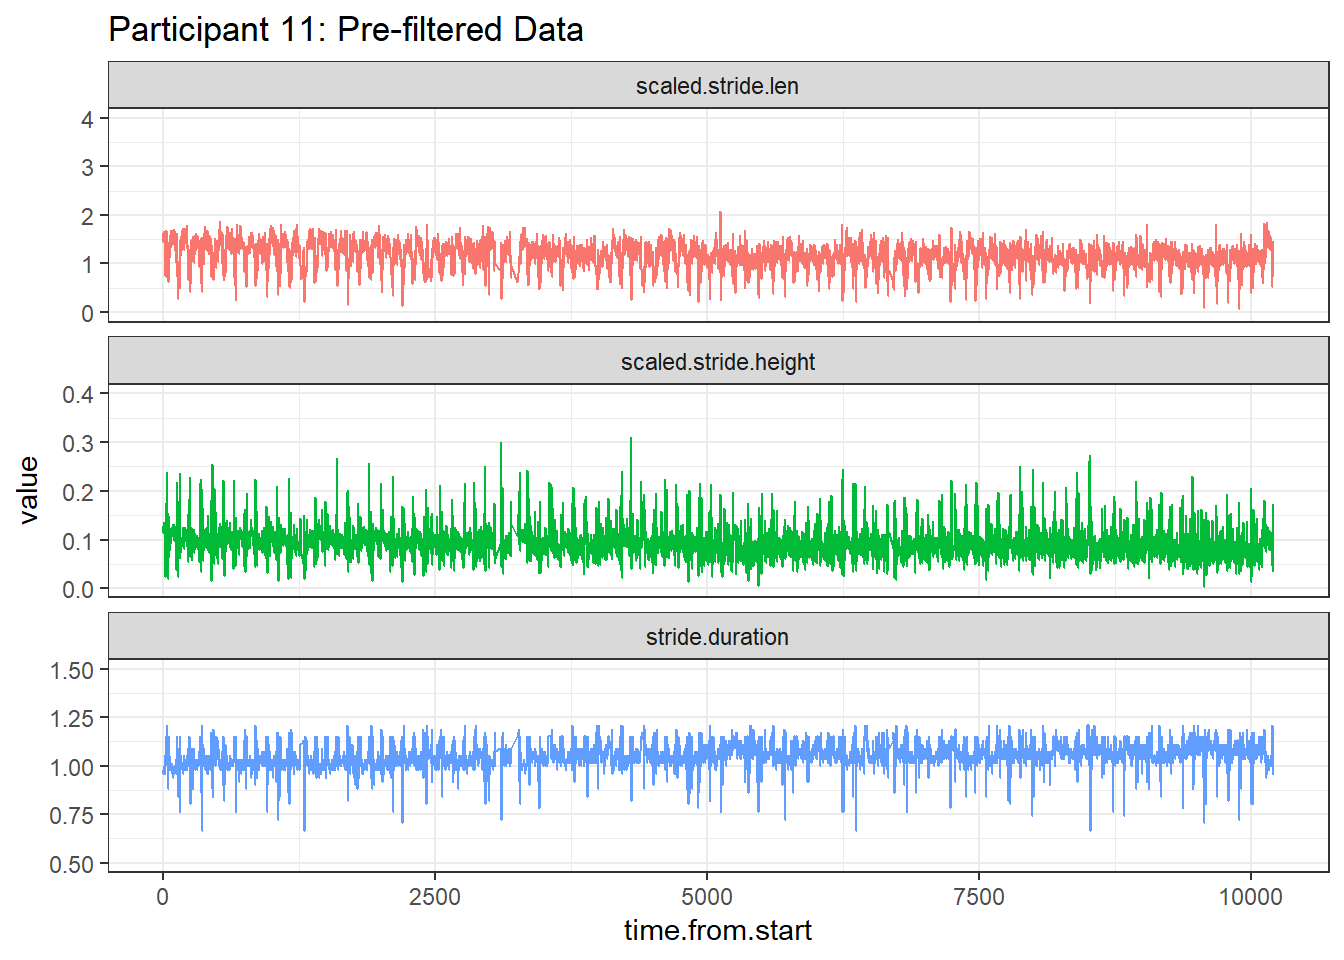 Participant 11: Pre-filtered Data
scaled.stride.len
4
3
2
1
0
scaled.stride.height
0.4
0.3
0.2
0.1
0.0
value
stride.duration
1.50
1.25
1.00
0.75
0.50
0 2500 5000 7500 10000
time.from.start